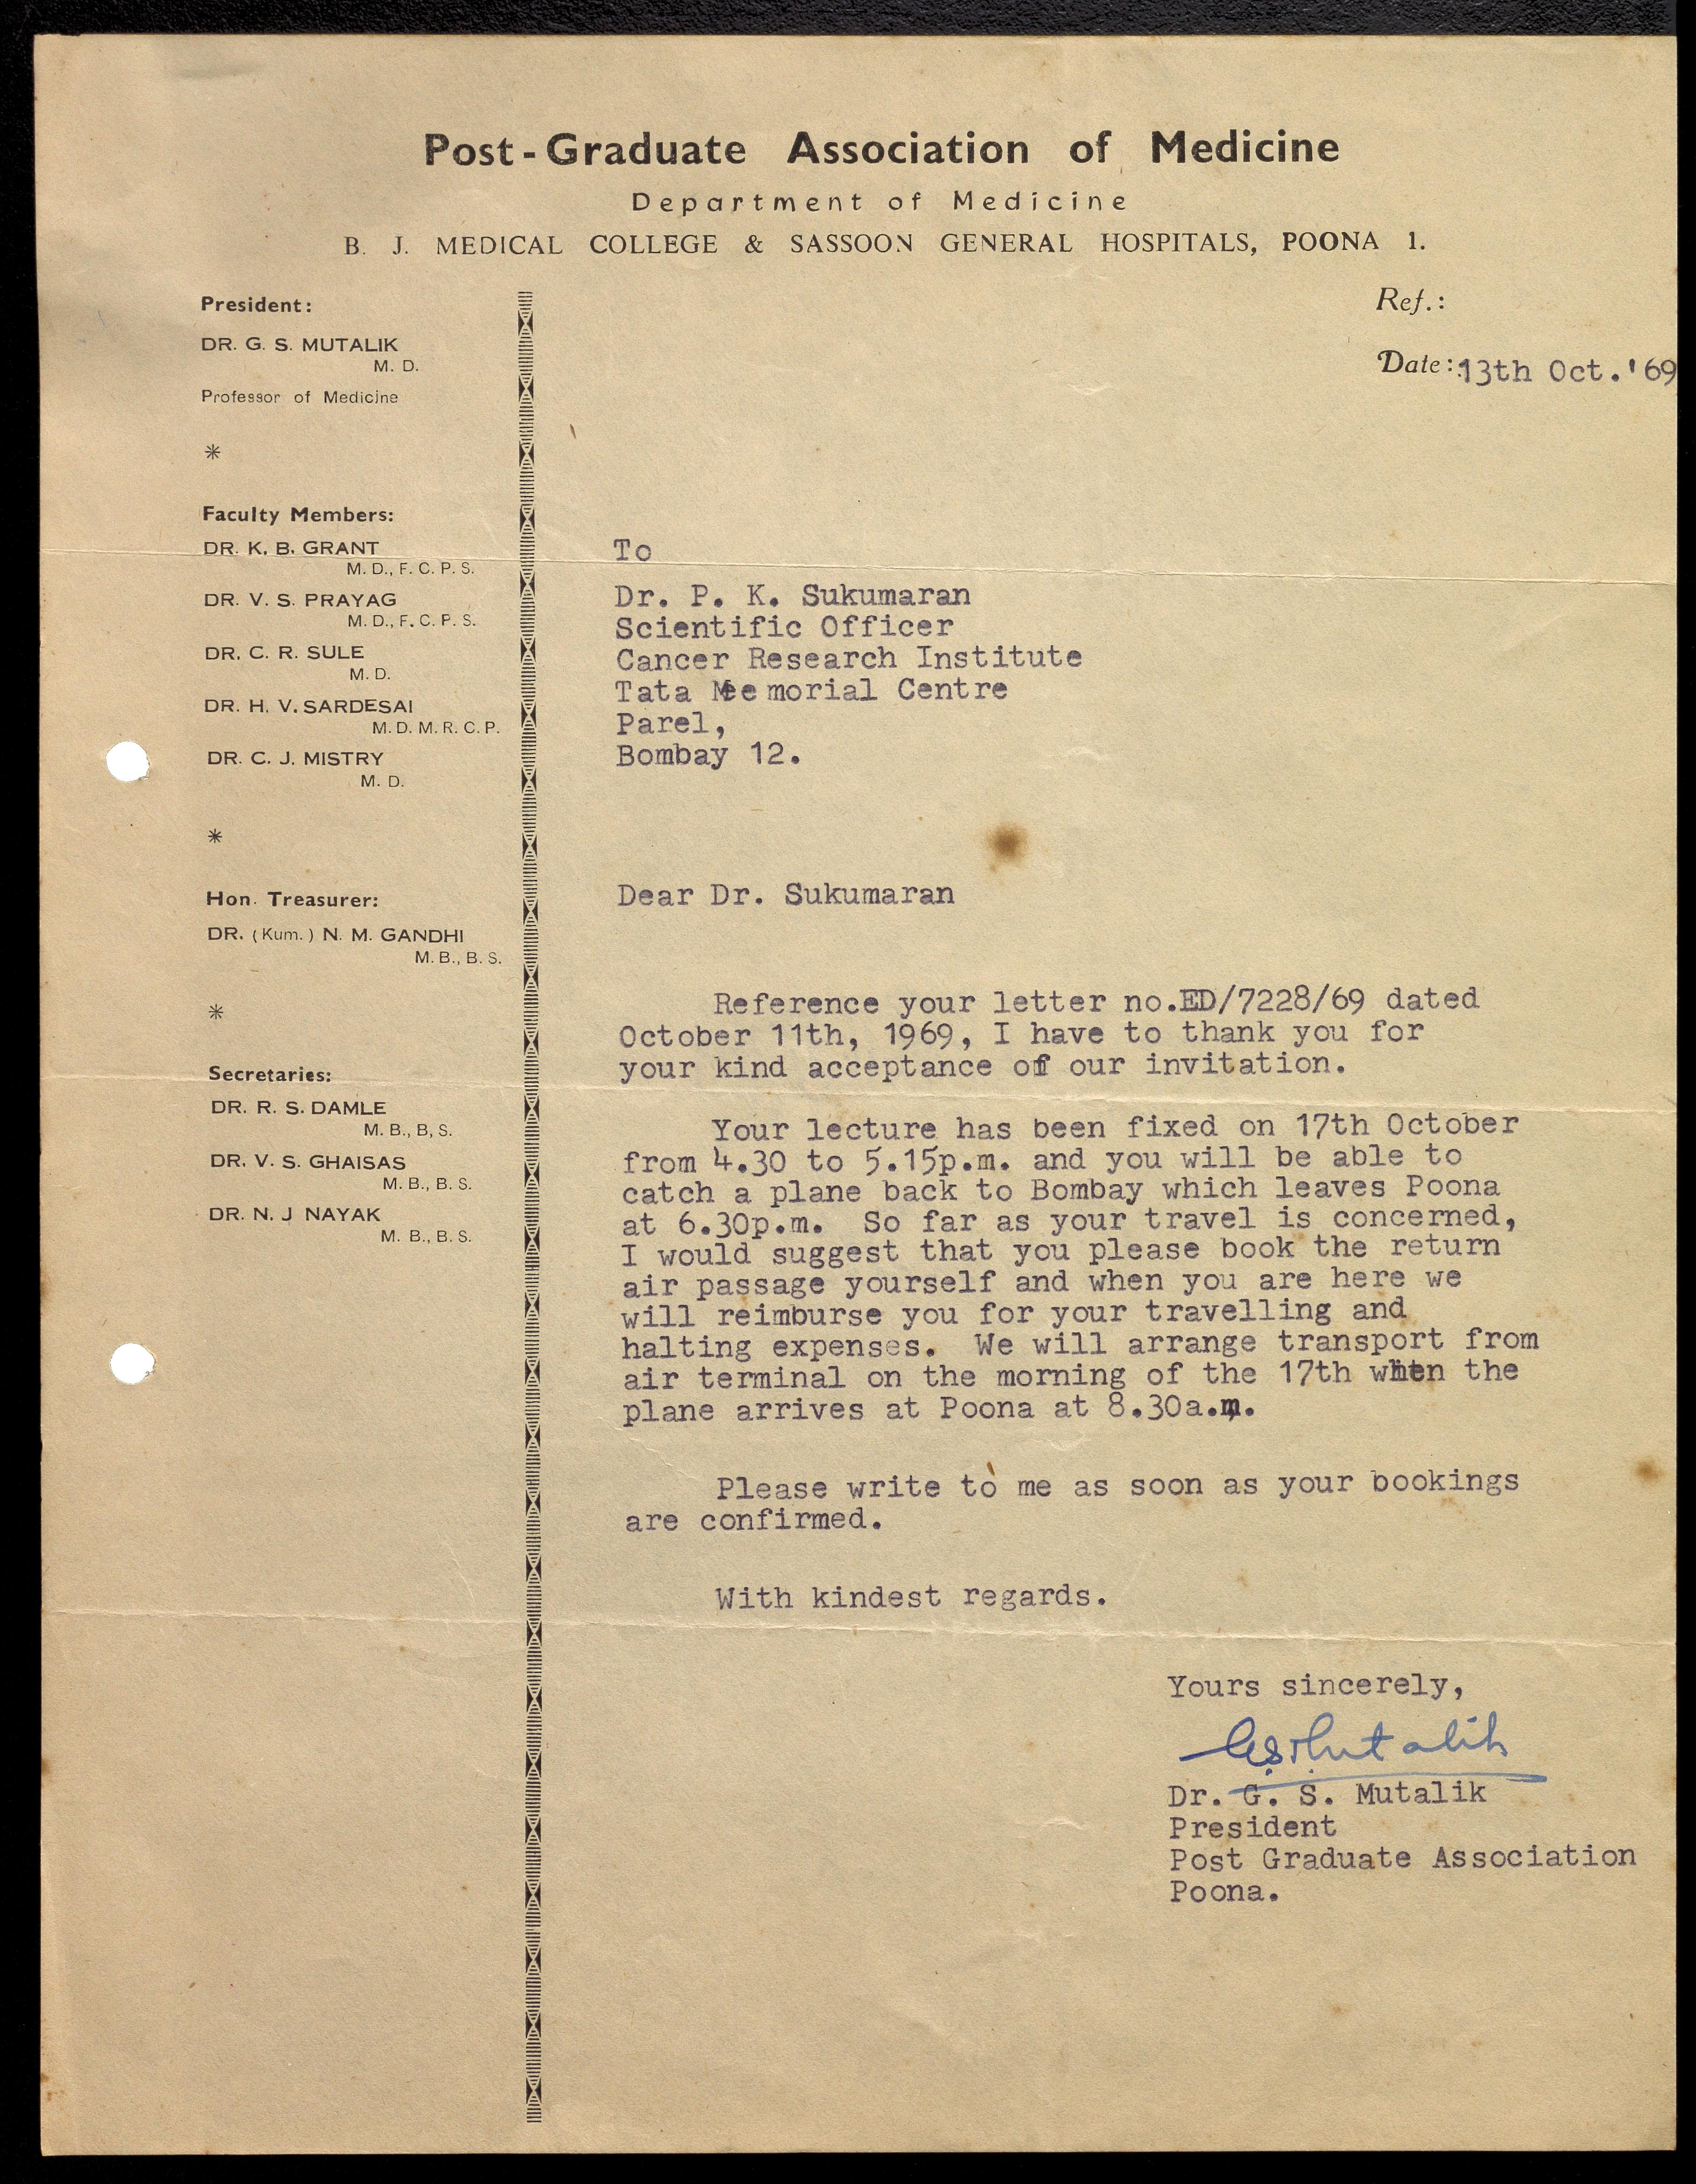 Post-Graduate Association of Medicine
Department of Medicine
B. J. MEDICAL COLLEGE & SASSOON GENERAL HOSPITALS, POONA 1.
Ref.:
Date: 13th Oct.'69
President:
DR. G. S. MUTALIK
M. D.
Professor of Medicine
*
Faculty Members:
DR. K. B. GRANT
M. D., F. C. P. S.
DR. V. S. PRAYAG
M. D., F. C. P. S.
DR. C. R. SULE
M. D.
DR. H. V. SARDESAI
M. D. M. R. C. P.
DR. C. J. MISTRY
M. D.
*
Hon. Treasurer:
DR. (Kum.) N. M. GANDHI
M. B., B. S.
*
Secretaries:
DR. R. S. DAMLE
M. B., B, S.
DR. V. S. GHAISAS
M. B., B. S.
DR. N. J NAYAK
M. B., B. S.
To
Dr. P. K. Sukumaran
Scientific Officer
Cancer Research Institute
Tata Memorial Centre
Parel,
Bombay 12.
Dear Dr. Sukumaran
Reference your letter no.ED/7228/69 dated
October 11th, 1969, I have to thank you for
your kind acceptance of our invitation.
Your lecture has been fixed on 17th October
from 4.30 to 5.15p.m. and you will be able to
catch a plane back to Bombay which leaves Poona
at 6.30p.m. So far as your travel is concerned,
I would suggest that you please book the return
air passage yourself and when you are here we
will reimburse you for your travelling and
halting expenses. We will arrange transport from
air terminal on the morning of the 17th when the
plane arrives at Poona at 8.30a.m.
Please write to me as soon as your bookings
are confirmed.
With kindest regards.
Yours sincerely,
GSMutalik
Dr. G. S. Mutalik
President
Post Graduate Association
Poona.